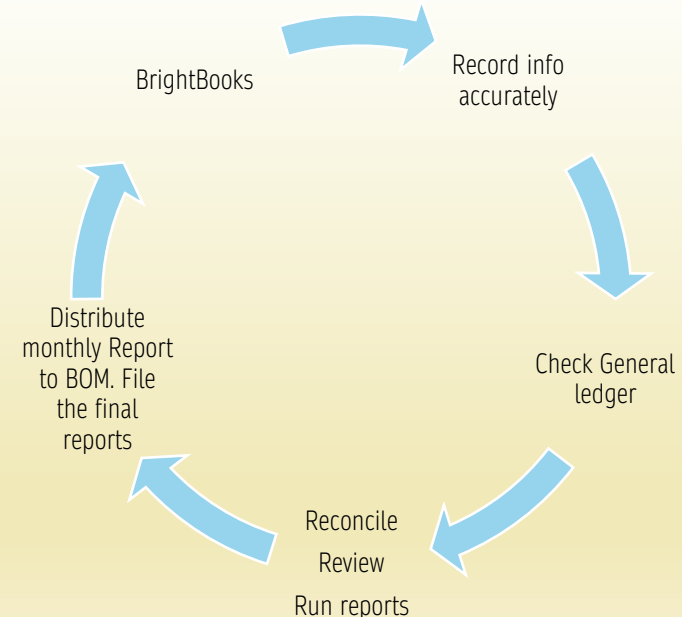 BrightBooks
Record info
accurately
Check General
ledger
Reconcile
Review
Run reports
Distribute
monthly Report
to BOM. File
the final
reports